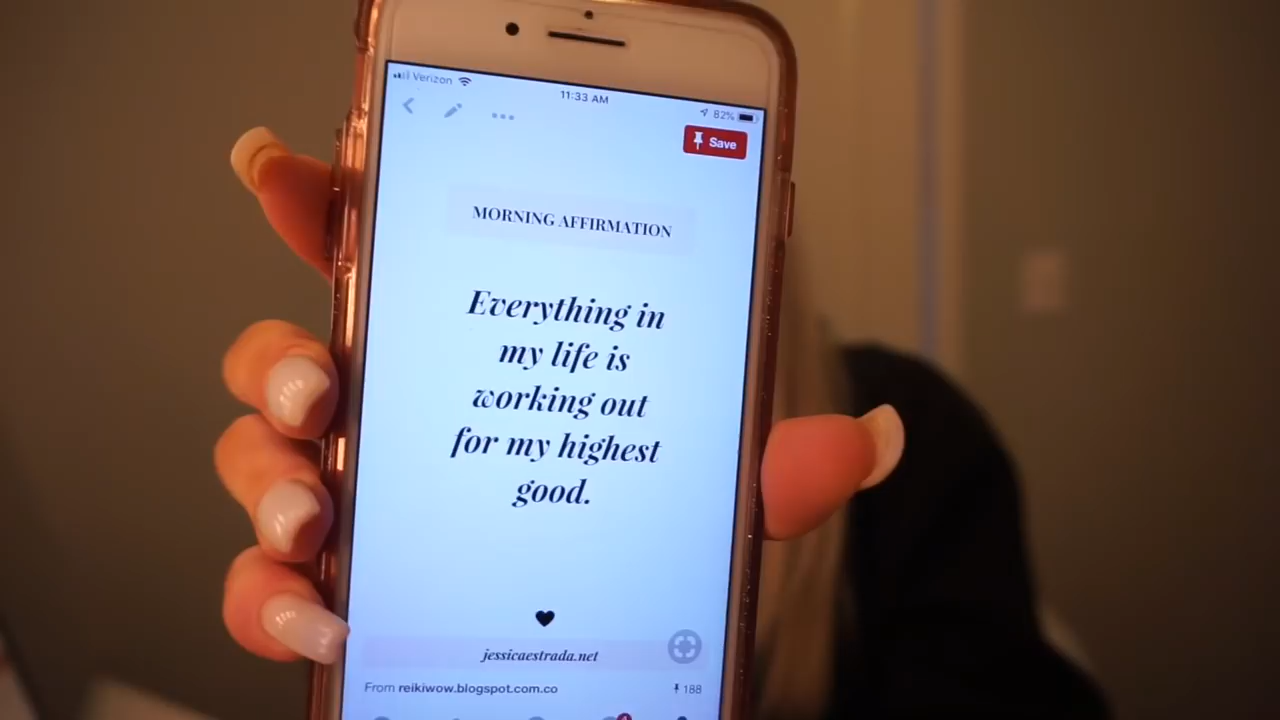 Verizon
11:33 AM
82%
Save
MORNING AFFIRMATION
Everything in
my life is
working out
for my highest
good.
jessicaestrada.net
From reikiwow.blogspot.com.co
188
4